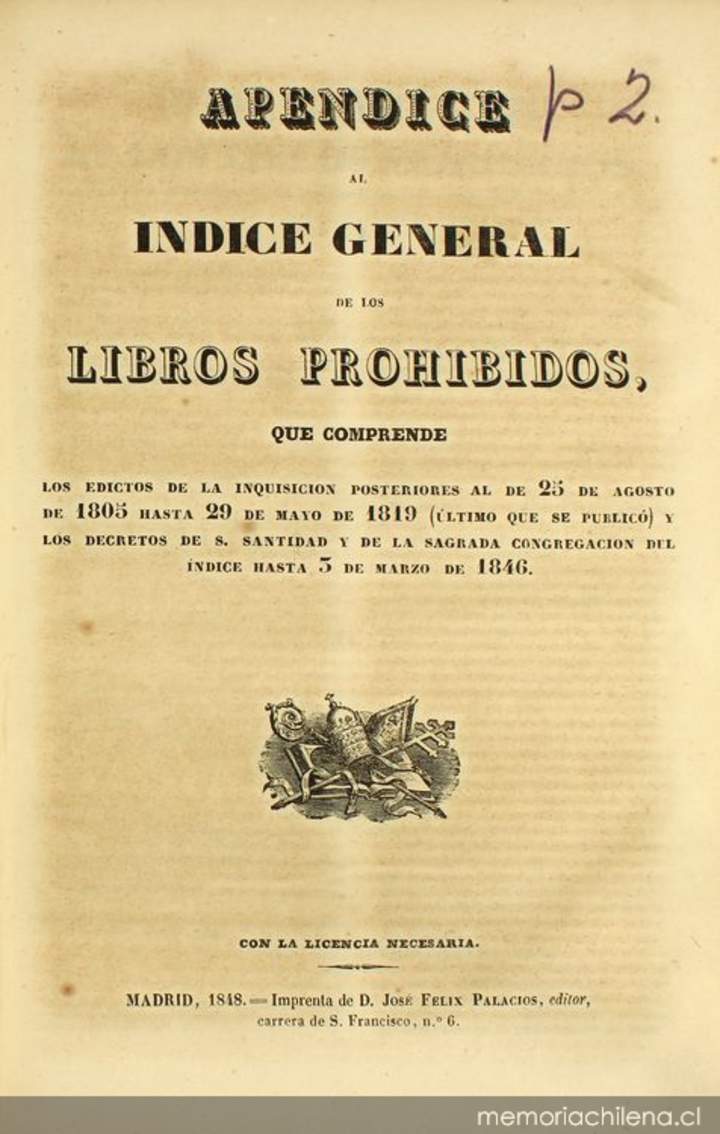 APENDICE
p 2.
AL
INDICE GENERAL
DE LOS
LIBROS PROHIBIDOS,
QUE COMPRENDE
LOS EDICTOS DE LA INQUISICION POSTERIORES AL DE 25 DE AGOSTO
DE 1805 HASTA 29 DE MAYO DE 1819 (ÚLTIMO QUE SE PUBLICÓ) Y
LOS DECRETOS DE S. SANTIDAD Y DE LA SAGRADA CONGREGACION DEL
ÍNDICE HASTA 5 DE MARZO DE 1846.
CON LA LICENCIA NECESARIA.
MADRID, 1848.—Imprenta de D. JOSÉ FÉLIX PALACIOS, editor,
carrera de S. Francisco, n.º 6.
memoriachilena.cl